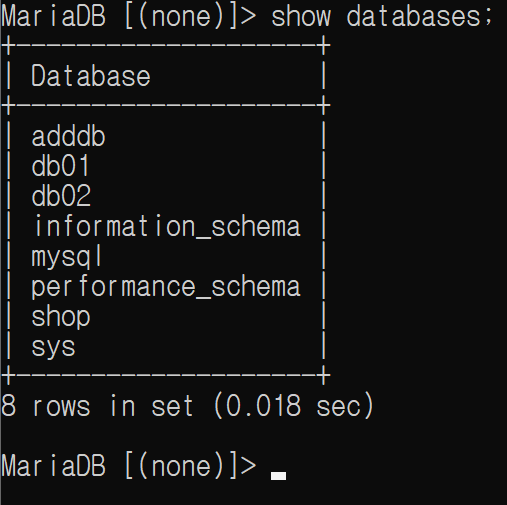 MariaDB [(none)]> show databases;
+--------------------+
| Database           |
+--------------------+
| adddb              |
| db01               |
| db02               |
| information_schema |
| mysql              |
| performance_schema |
| shop               |
| sys                |
+--------------------+
8 rows in set (0.018 sec)
MariaDB [(none)]>